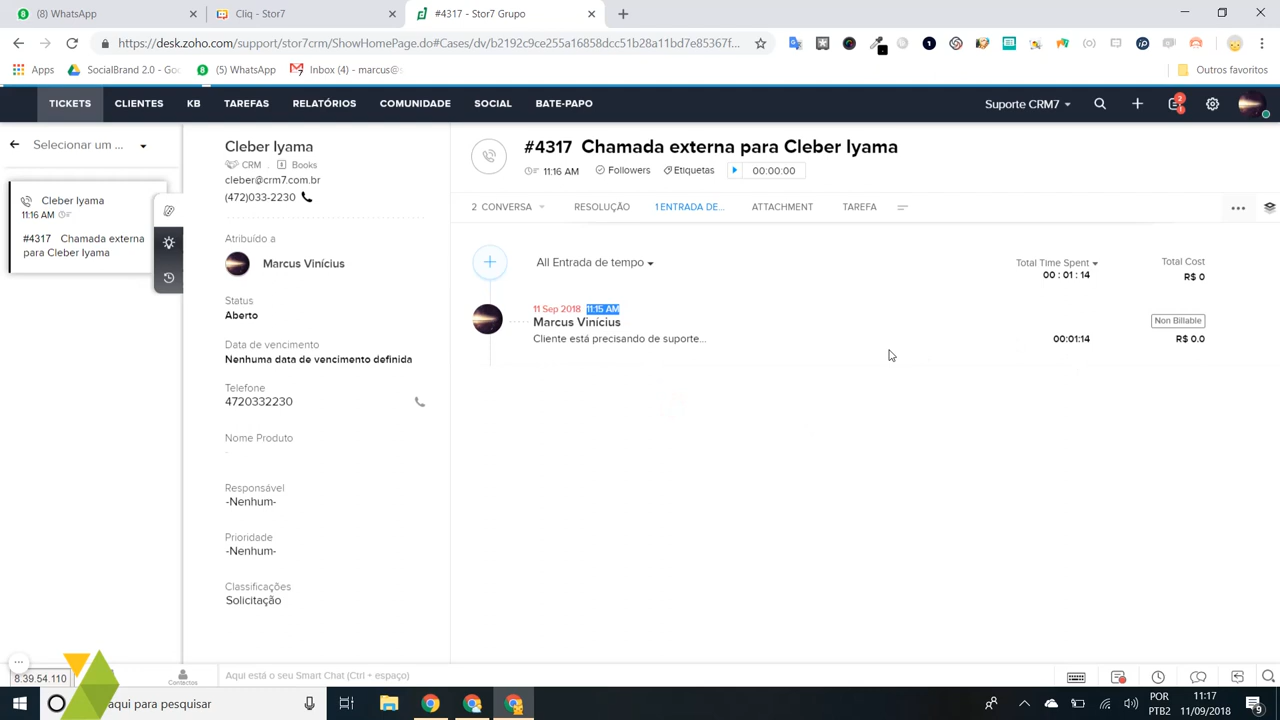 (8) WhatsApp
Cliq - Stor7
#4317 - Stor7 Grupo
https://desk.zoho.com/support/stor7crm/ShowHomePage.do#Cases/dv/b2192c9ce255a16858dcc51b28a11bd7e85367f...
Apps
SocialBrand 2.0 - Goo
(5) WhatsApp
Inbox (4) - marcus@s
Outros favoritos
TICKETS
CLIENTES
KB
TAREFAS
RELATÓRIOS
COMUNIDADE
SOCIAL
BATE-PAPO
Suporte CRM7
2
1
Selecionar um ...
Cleber Iyama
11:16 AM
#4317 Chamada externa
para Cleber Iyama
Cleber Iyama
CRM . Books
cleber@crm7.com.br
(472)033-2230
Atribuído a
Marcus Vinícius
Status
Aberto
Data de vencimento
Nenhuma data de vencimento definida
Telefone
4720332230
Nome Produto
-
Responsável
-Nenhum-
Prioridade
-Nenhum-
Classificações
Solicitação
#4317 Chamada externa para Cleber Iyama
11:16 AM
Followers
Etiquetas
00:00:00
2 CONVERSA
RESOLUÇÃO
1 ENTRADA DE...
ATTACHMENT
TAREFA
All Entrada de tempo
Total Time Spent
00 : 01 : 14
Total Cost
R$ 0
11 Sep 2018 11:15 AM
Marcus Vinícius
Cliente está precisando de suporte...
00:01:14
Non Billable
R$ 0.0
8.39.54.110
Contactos
Aqui está o seu Smart Chat (Ctrl + espaço)
aqui para pesquisar
POR
PTB2
11:17
11/09/2018
9